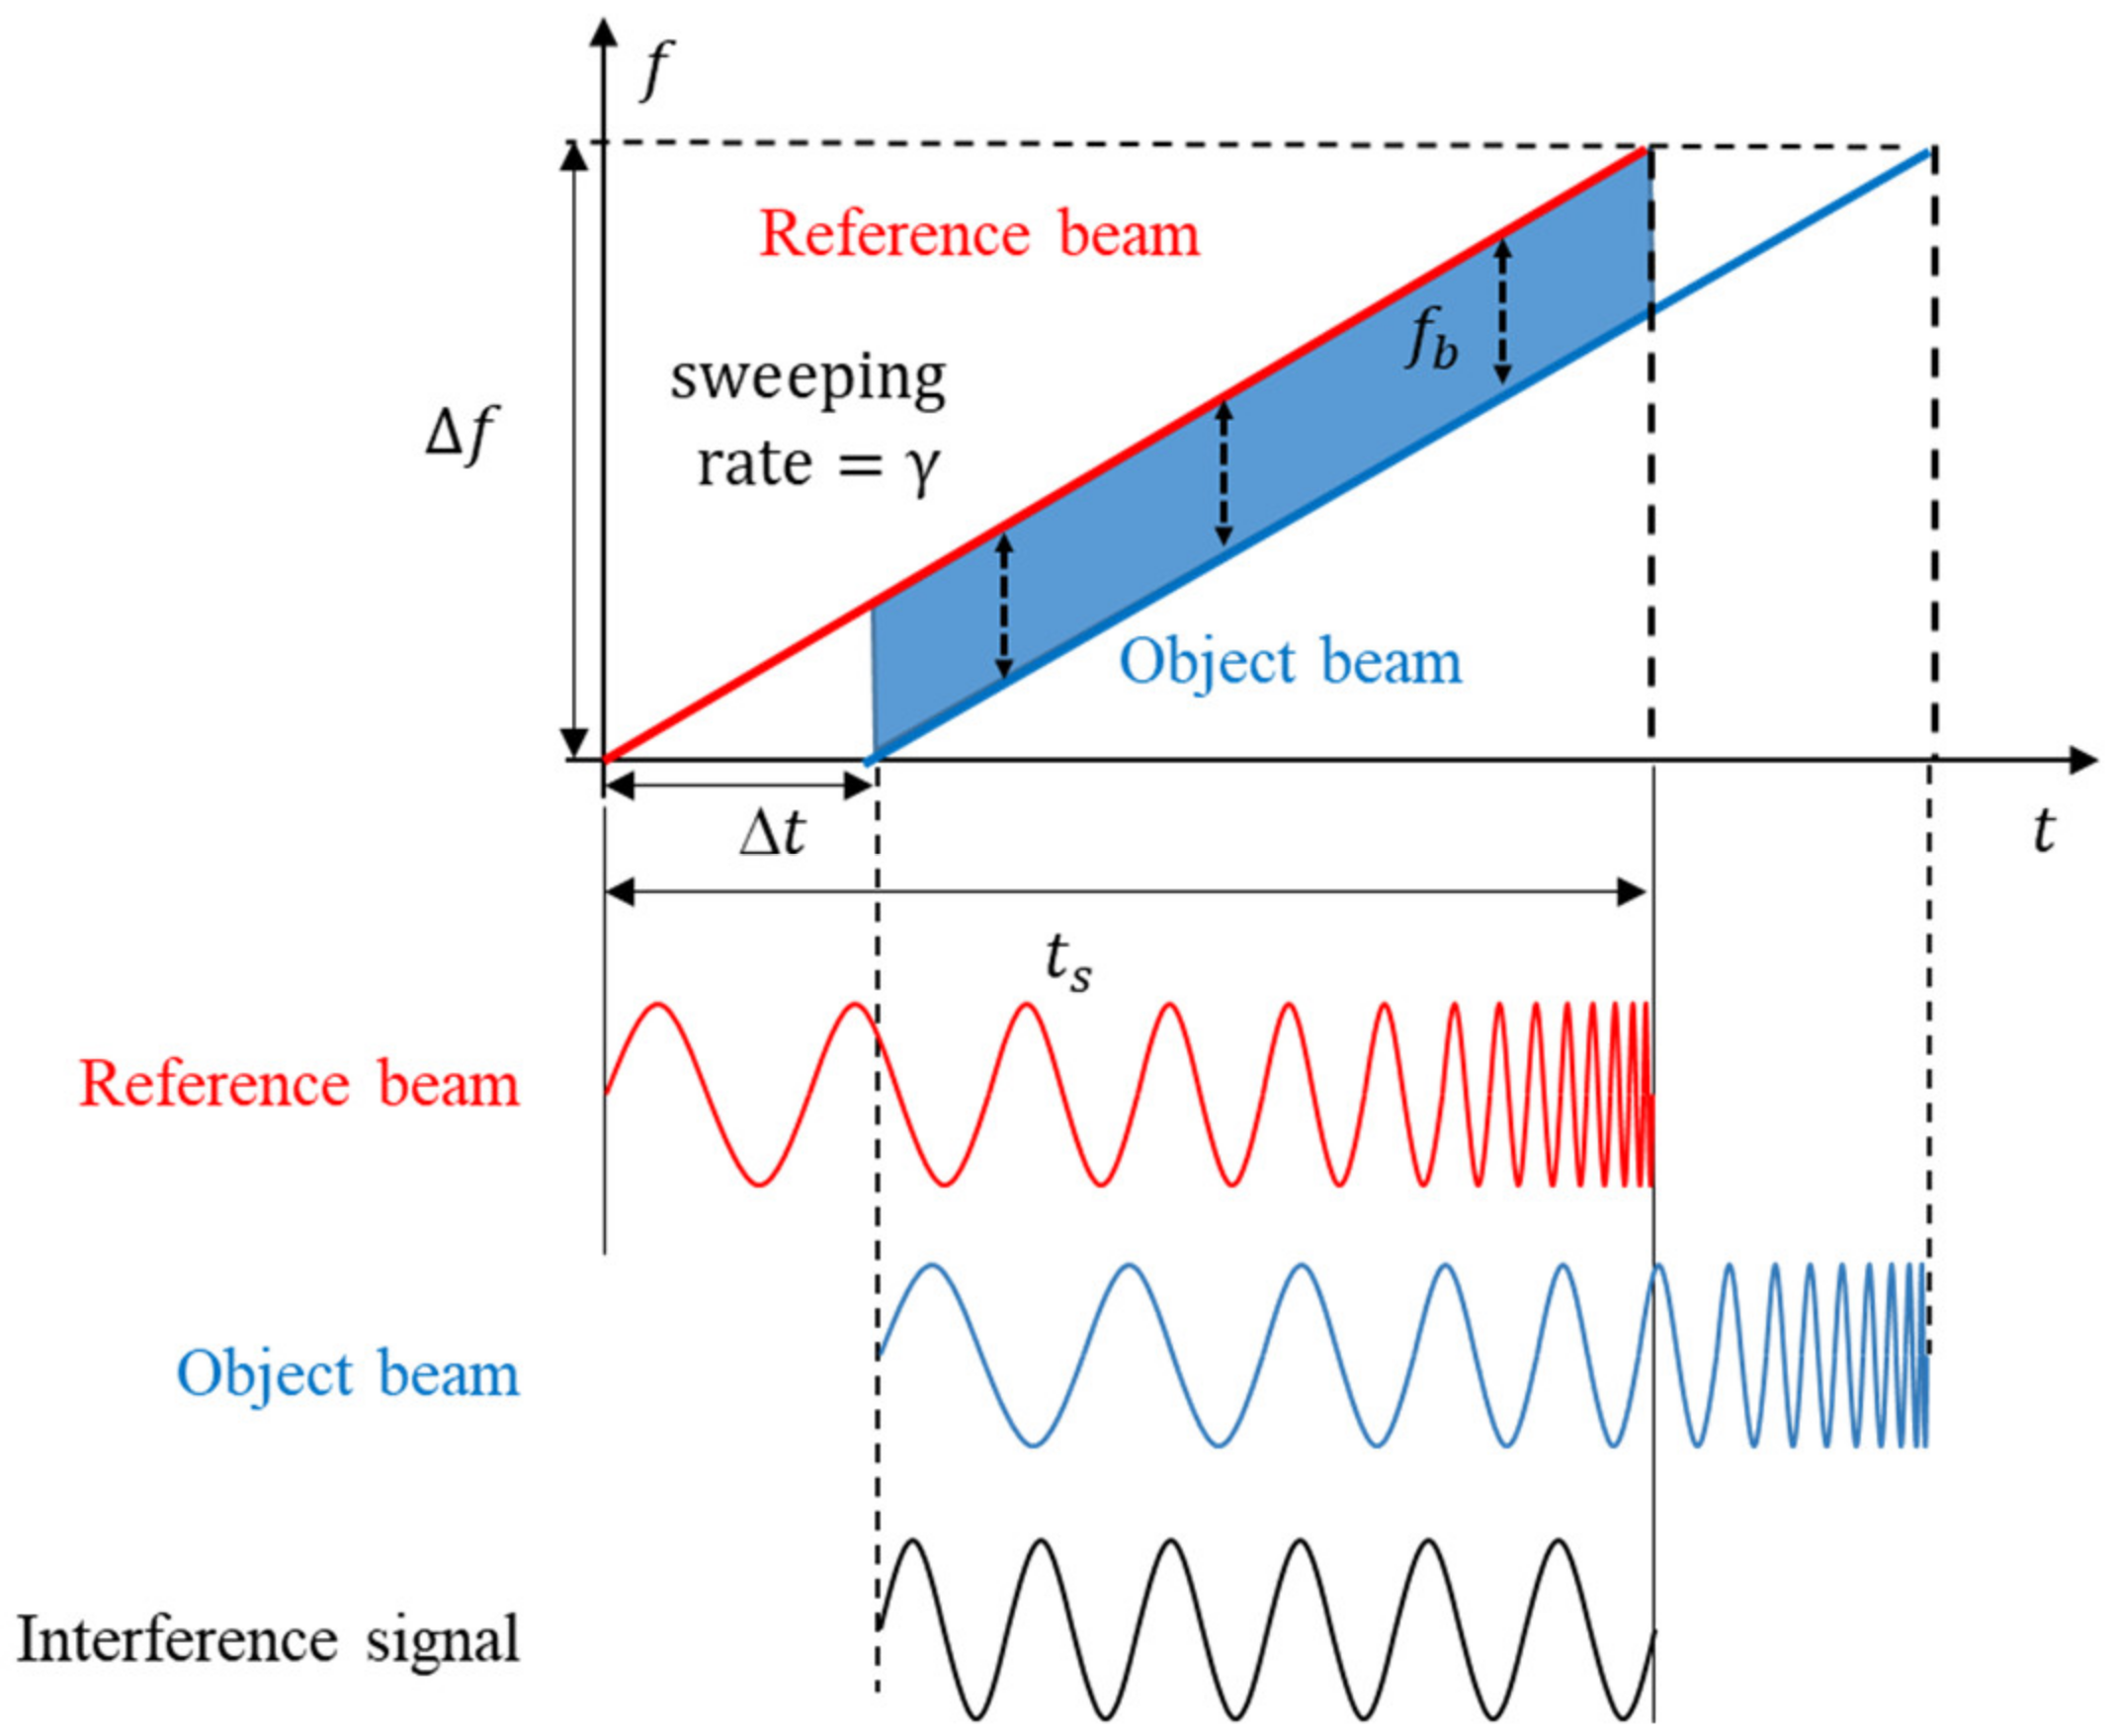 f
Reference beam
sweeping
rate = γ
f_b
Δf
Object beam
Δt
t
t_s
Reference beam
Object beam
Interference signal